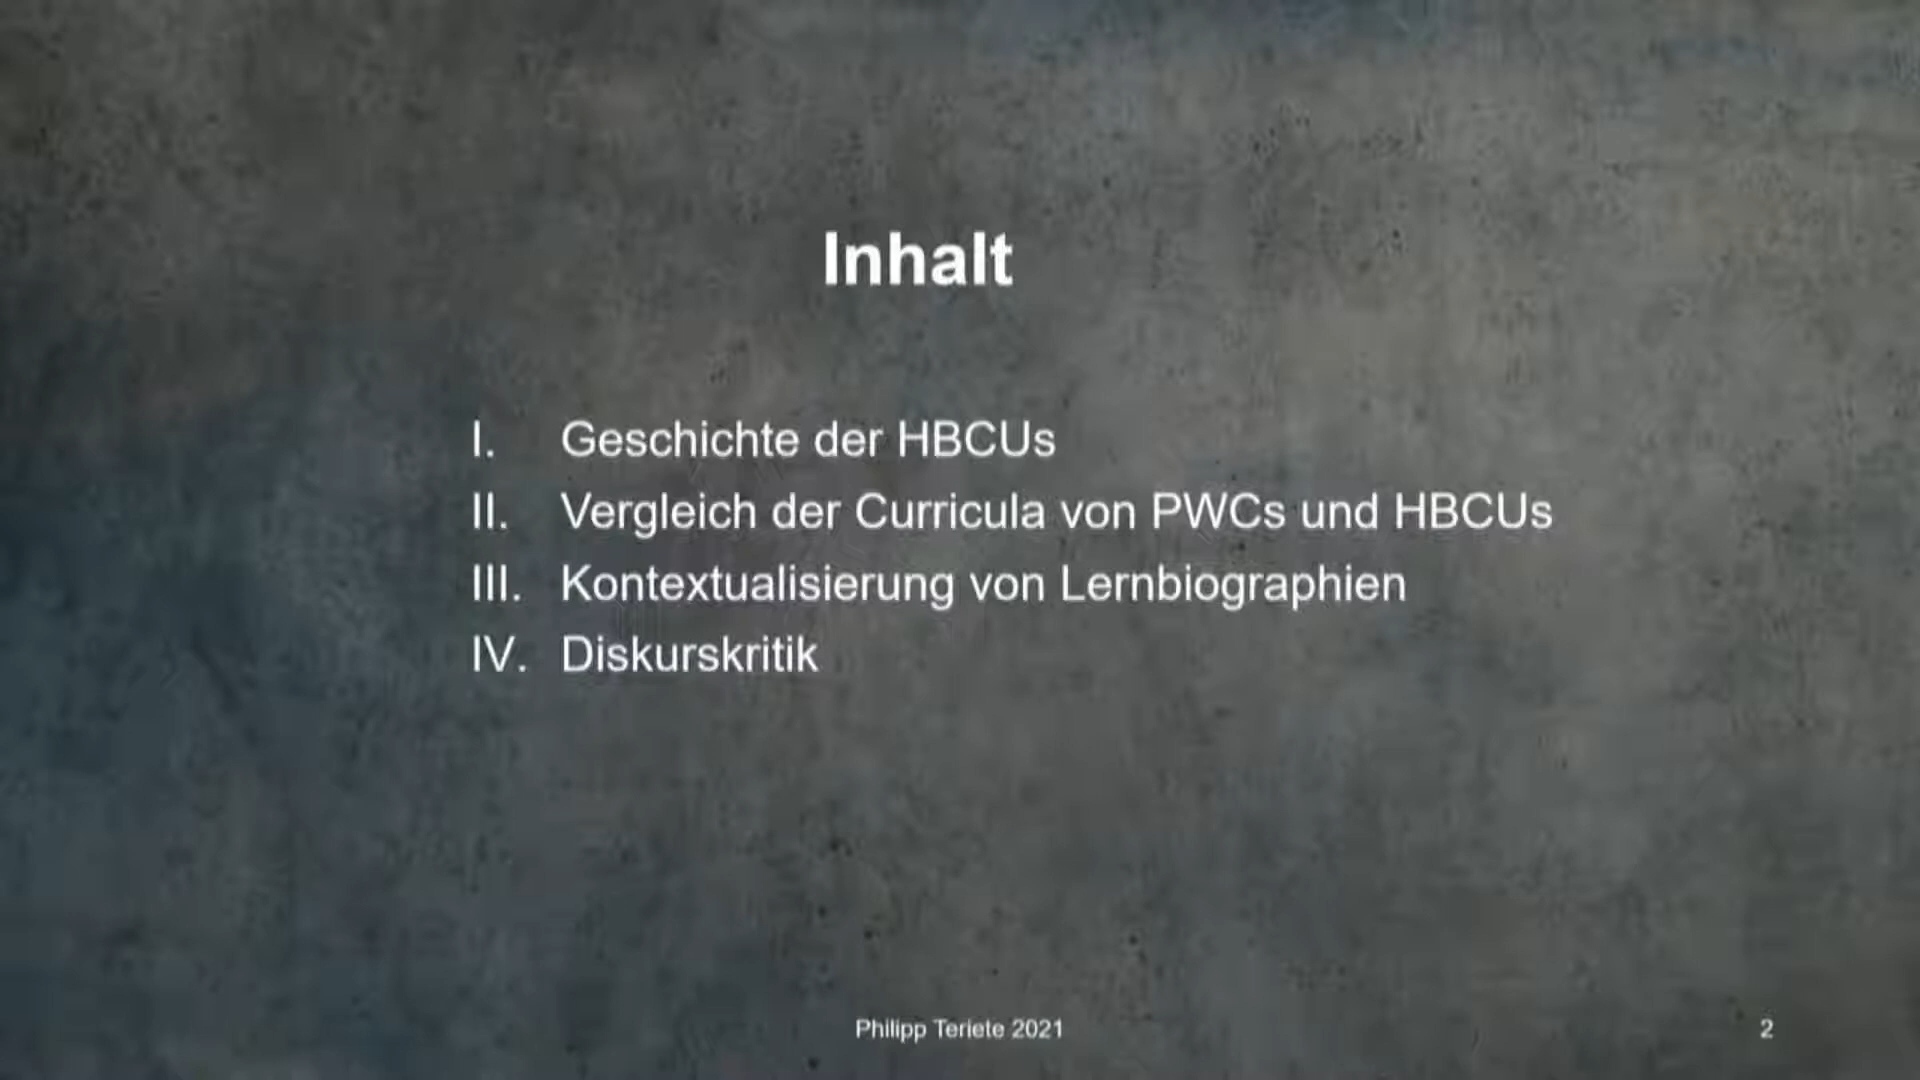 Inhalt
I. Geschichte der HBCUs
II. Vergleich der Curricula von PWCs und HBCUs
III. Kontextualisierung von Lernbiographien
IV. Diskurskritik
Philipp Teriete 2021
2